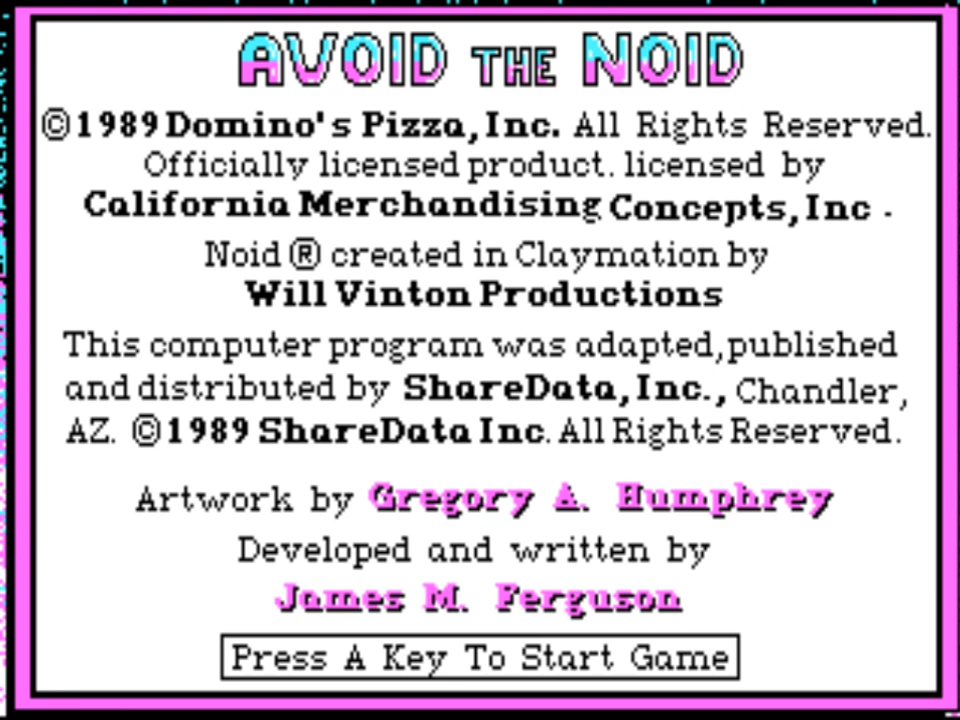 AVOID THE NOID
©1989 Domino's Pizza, Inc. All Rights Reserved.
Officially licensed product. licensed by
California Merchandising Concepts, Inc .
Noid ® created in Claymation by
Will Vinton Productions
This computer program was adapted, published
and distributed by ShareData, Inc., Chandler,
AZ. ©1989 ShareData Inc. All Rights Reserved.
Artwork by Gregory A. Humphrey
Developed and written by
James M. Ferguson
Press A Key To Start Game